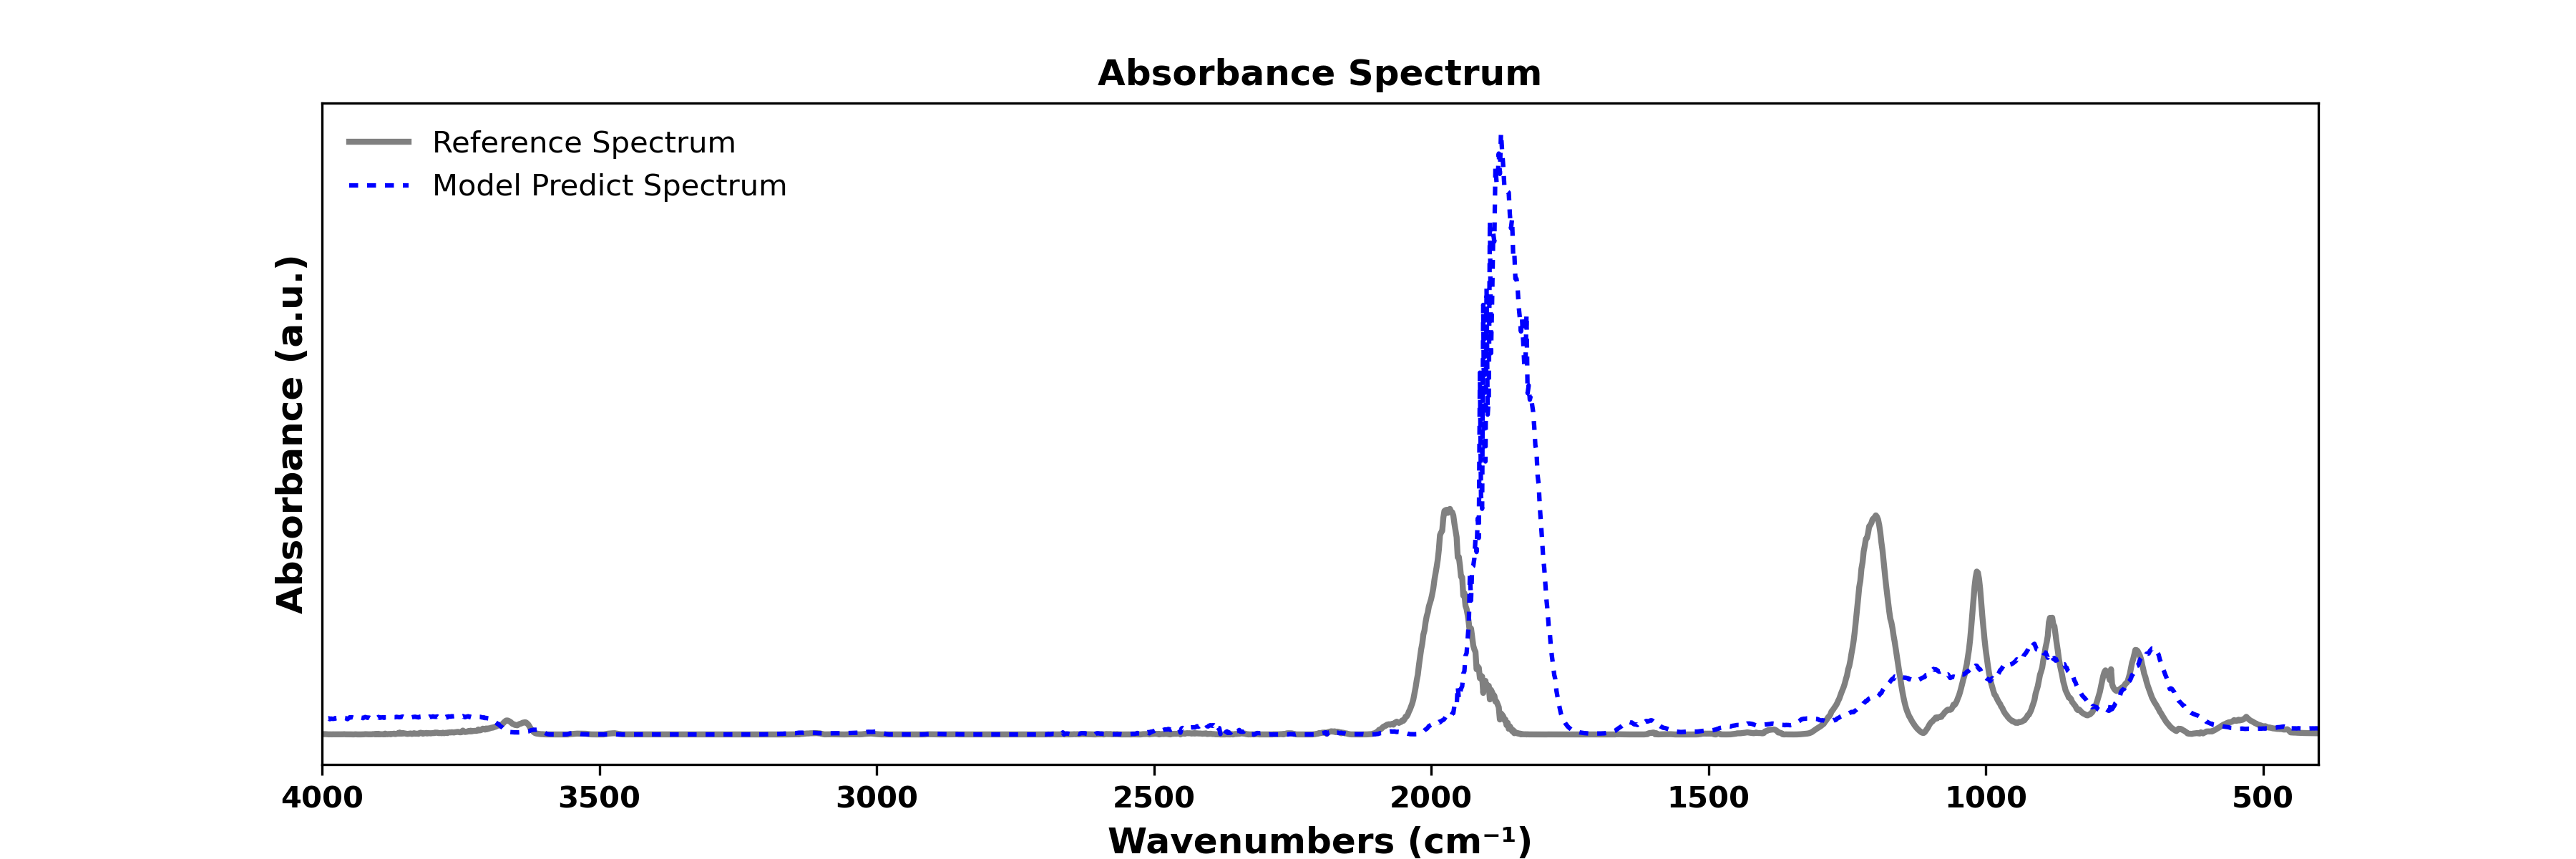 Absorbance Spectrum
Reference Spectrum
Model Predict Spectrum
Absorbance (a.u.)
4000 3500 3000 2500 2000 1500 1000 500
Wavenumbers (cm⁻¹)